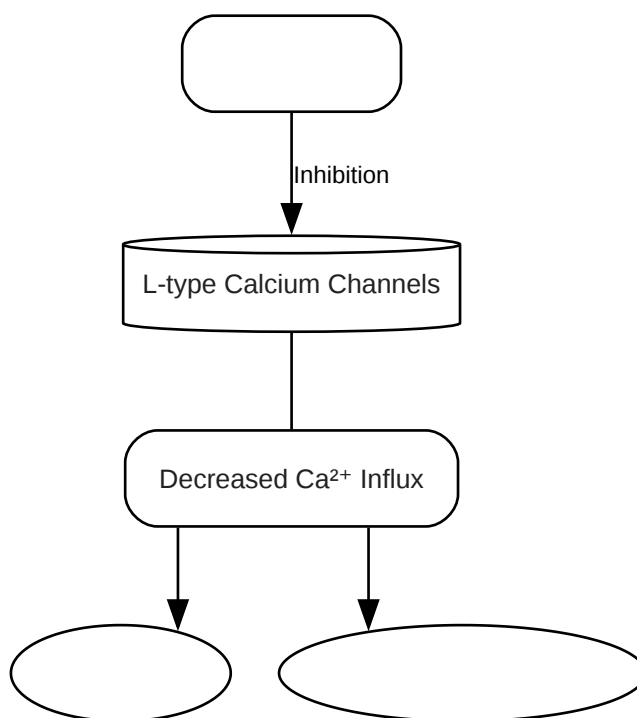 Inhibition
L-type Calcium Channels
Decreased Ca²⁺ Influx